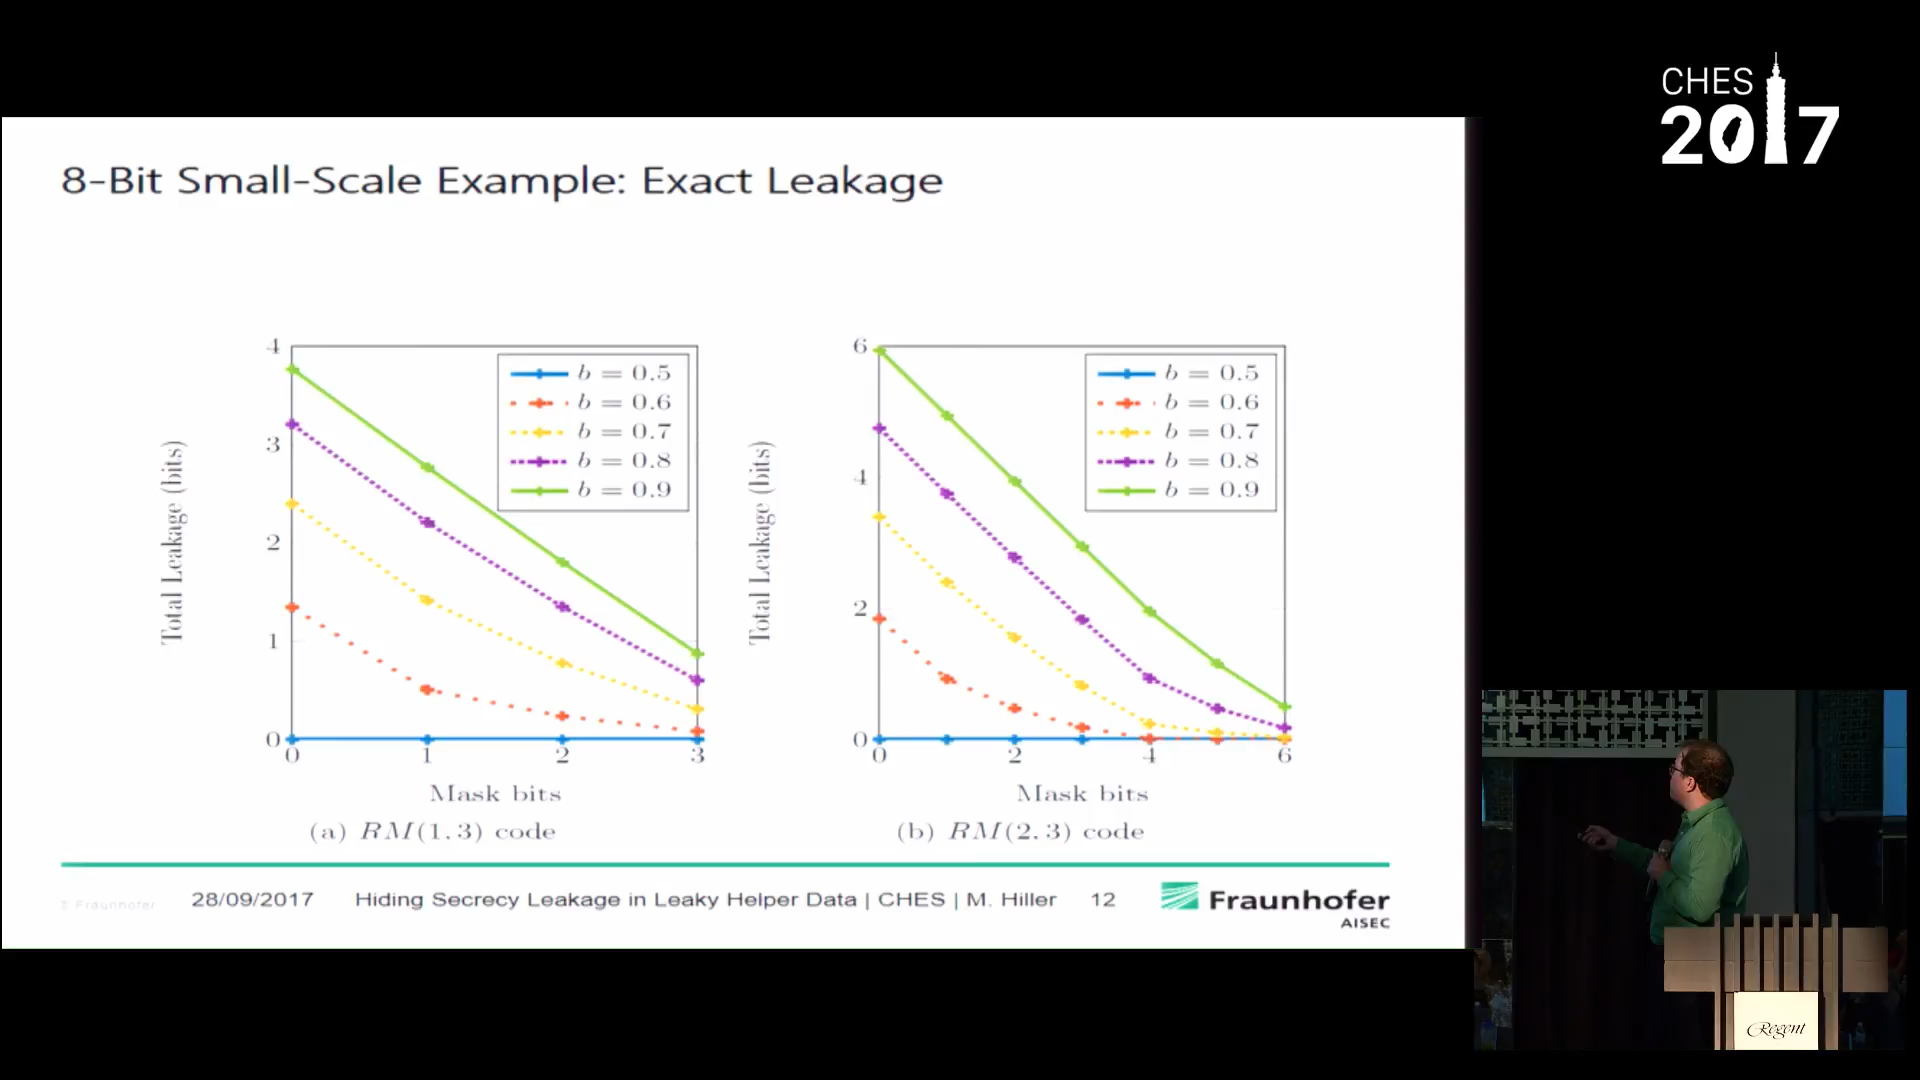 CHES
2017
8-Bit Small-Scale Example: Exact Leakage
4
3
2
1
0
0 1 2 3
Total Leakage (bits)
Mask bits
b = 0.5
b = 0.6
b = 0.7
b = 0.8
b = 0.9
(a) RM(1,3) code
6
4
2
0
0 2 4 6
Total Leakage (bits)
Mask bits
b = 0.5
b = 0.6
b = 0.7
b = 0.8
b = 0.9
(b) RM(2,3) code
© Fraunhofer
28/09/2017 Hiding Secrecy Leakage in Leaky Helper Data | CHES | M. Hiller 12
Fraunhofer
AISEC
Regent